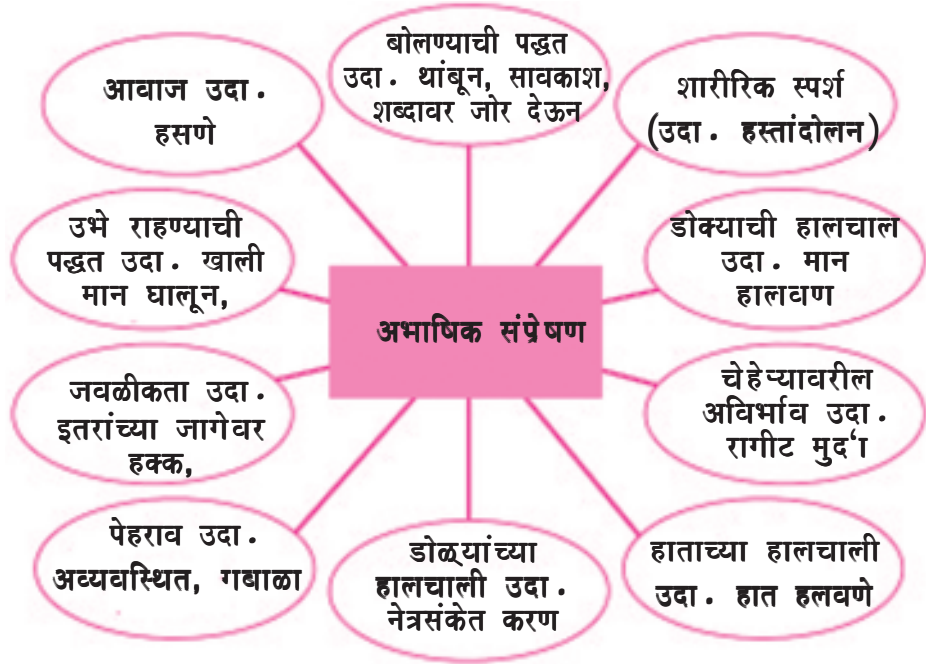 बोलण्याची पद्धत
उदा. थांबून, सावकाश,
शब्दावर जोर देऊन
आवाज उदा.
हसणे
शारीरिक स्पर्श
(उदा. हस्तांदोलन)
उभे राहण्याची
पद्धत उदा. खाली
मान घालून,
डोक्याची हालचाल
उदा. मान
हालवण
अभाषिक संप्रेषण
जवळीकता उदा.
इतरांच्या जागेवर
हक्क,
चेहेऱ्यावरील
अविर्भाव उदा.
रागीट मुद‘ा
पेहराव उदा.
अव्यवस्थित, गबाळा
डोळ्यांच्या
हालचाली उदा.
नेत्रसंकेत करण
हाताच्या हालचाली
उदा. हात हलवणे